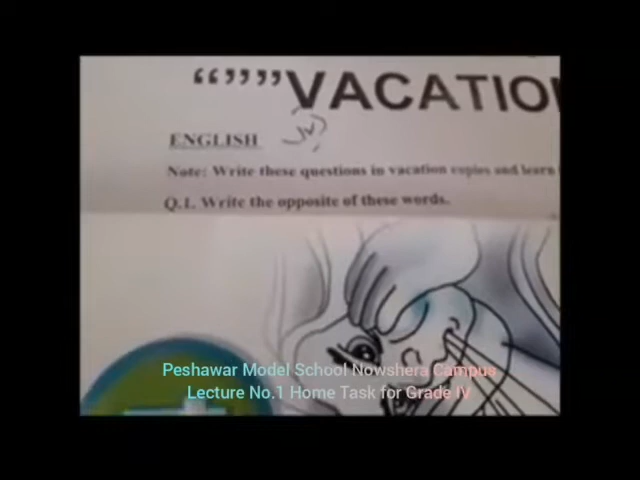 “”””VACATIO
ENGLISH
Note: Write these questions in vacation copies and learn
Q.1. Write the opposite of these words.
Peshawar Model School Nowshera Campus
Lecture No.1 Home Task for Grade IV